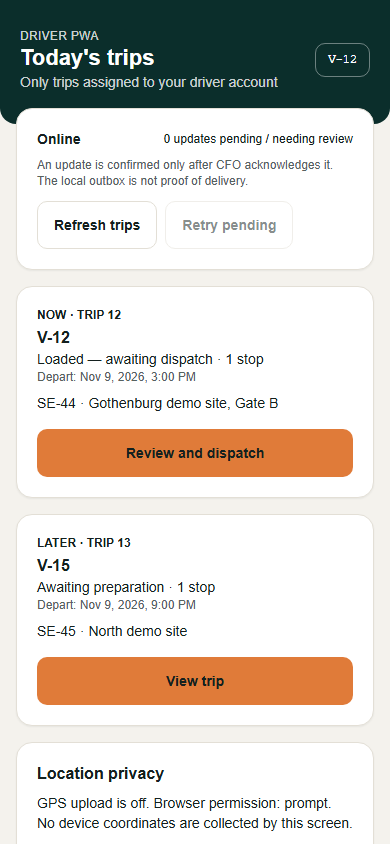 DRIVER PWA
Today's trips
V-12
Only trips assigned to your driver account
Online
0 updates pending / needing review
An update is confirmed only after CFO acknowledges it.
The local outbox is not proof of delivery.
Refresh trips
Retry pending
NOW · TRIP 12
V-12
Loaded — awaiting dispatch · 1 stop
Depart: Nov 9, 2026, 3:00 PM
SE-44 · Gothenburg demo site, Gate B
Review and dispatch
LATER · TRIP 13
V-15
Awaiting preparation · 1 stop
Depart: Nov 9, 2026, 9:00 PM
SE-45 · North demo site
View trip
Location privacy
GPS upload is off. Browser permission: prompt.
No device coordinates are collected by this screen.